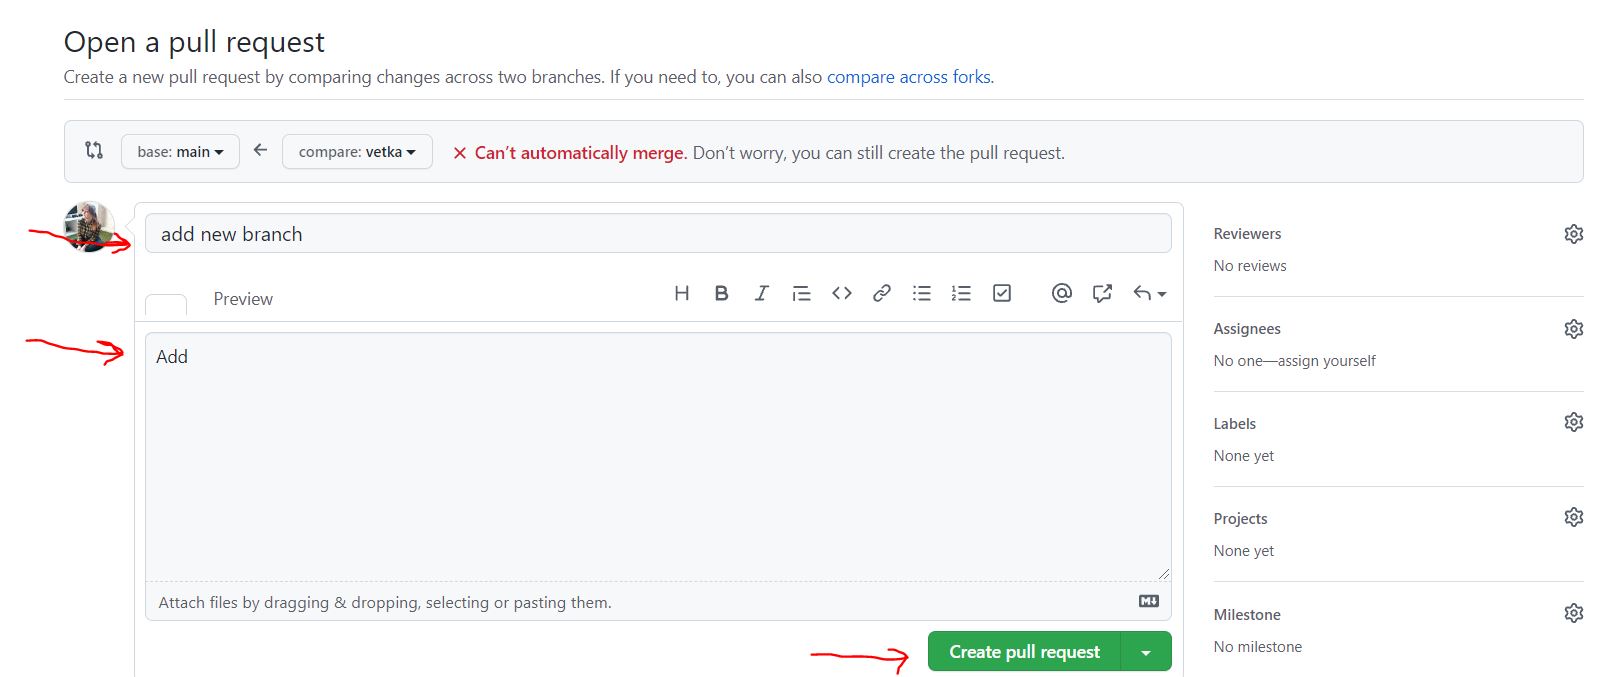 Open a pull request
Create a new pull request by comparing changes across two branches. If you need to, you can also compare across forks.
base: main
compare: vetka
Can’t automatically merge. Don’t worry, you can still create the pull request.
add new branch
Preview
H B I
Add
Attach files by dragging & dropping, selecting or pasting them.
Create pull request
Reviewers
No reviews
Assignees
No one—assign yourself
Labels
None yet
Projects
None yet
Milestone
No milestone